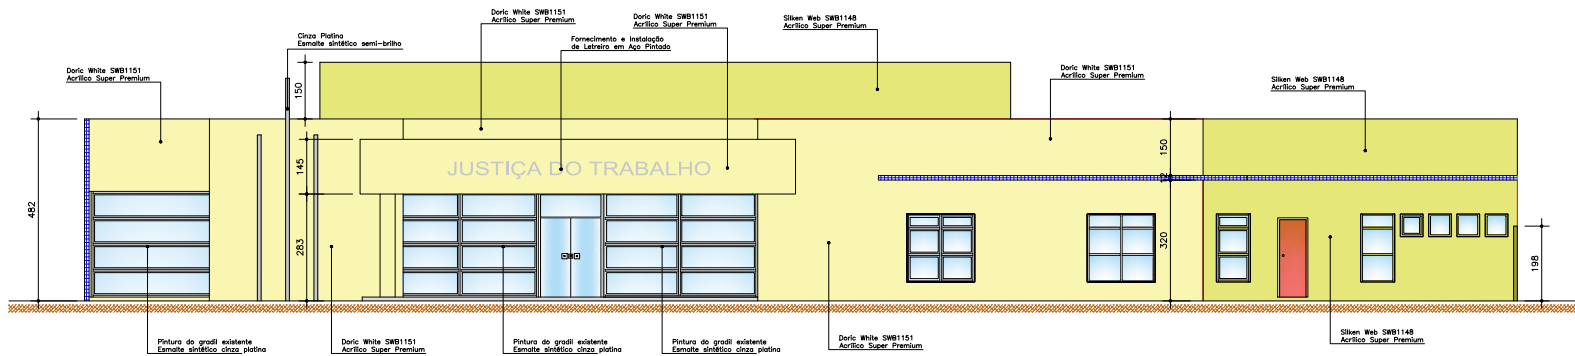 Doric White SWB1151
Acrílico Super Premium
Doric White SWB1151
Acrílico Super Premium
Silken Web SWB1148
Acrílico Super Premium
Cinza Platina
Esmalte sintético semi-brilho
Fornecimento e Instalação
de Letreiro em Aço Pintado
Doric White SWB1151
Acrílico Super Premium
Doric White SWB1151
Acrílico Super Premium
Silken Web SWB1148
Acrílico Super Premium
150
482
145
283
JUSTIÇA DO TRABALHO
150
12
320
198
Pintura do gradil existente
Esmalte sintético cinza platina
Doric White SWB1151
Acrílico Super Premium
Pintura do gradil existente
Esmalte sintético cinza platina
Pintura do gradil existente
Esmalte sintético cinza platina
Doric White SWB1151
Acrílico Super Premium
Silken Web SWB1148
Acrílico Super Premium